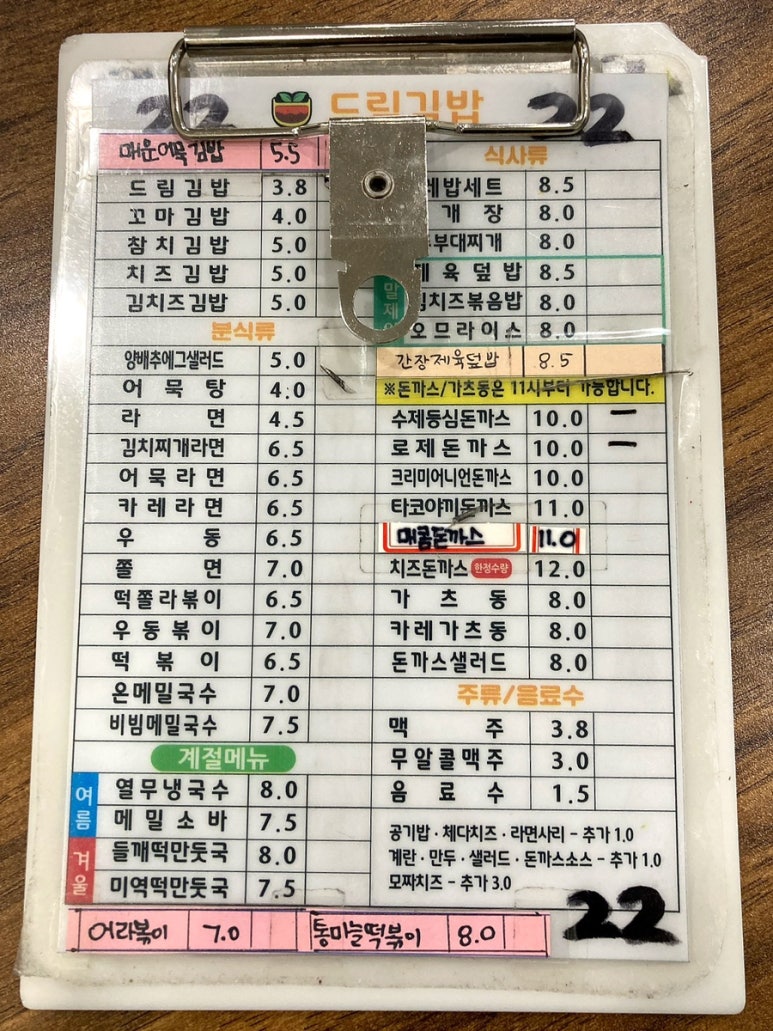 22 드림김밥 22
매운어묵김밥 5.5
드림김밥 3.8
꼬마김밥 4.0
참치김밥 5.0
치즈김밥 5.0
김치즈김밥 5.0
분식류
양배추에그샐러드 5.0
어묵탕 4.0
라면 4.5
김치찌개라면 6.5
어묵라면 6.5
카레라면 6.5
우동 6.5
쫄면 7.0
떡쫄라볶이 6.5
우동볶이 7.0
떡볶이 6.5
온메밀국수 7.0
비빔메밀국수 7.5
계절메뉴
여름
열무냉국수 8.0
메밀소바 7.5
겨울
들깨떡만둣국 8.0
미역떡만둣국 7.5
어라볶이 7.0
통마늘떡볶이 8.0
식사류
레밥세트 8.5
개장 8.0
부대찌개 8.0
육덮밥 8.5
치즈볶음밥 8.0
오므라이스 8.0
간장제육덮밥 8.5
※돈까스/가츠동은 11시부터 가능합니다.
수제등심돈까스 10.0 —
로제돈까스 10.0 —
크리미어니언돈까스 10.0
타코야끼돈까스 11.0
매콤돈까스 11.0
치즈돈까스 한정수량 12.0
가츠동 8.0
카레가츠동 8.0
돈까스샐러드 8.0
주류/음료수
맥주 3.8
무알콜맥주 3.0
음료수 1.5
공기밥 · 체다치즈 · 라면사리 – 추가 1.0
계란 · 만두 · 샐러드 · 돈까스소스 – 추가 1.0
모짜치즈 – 추가 3.0
22